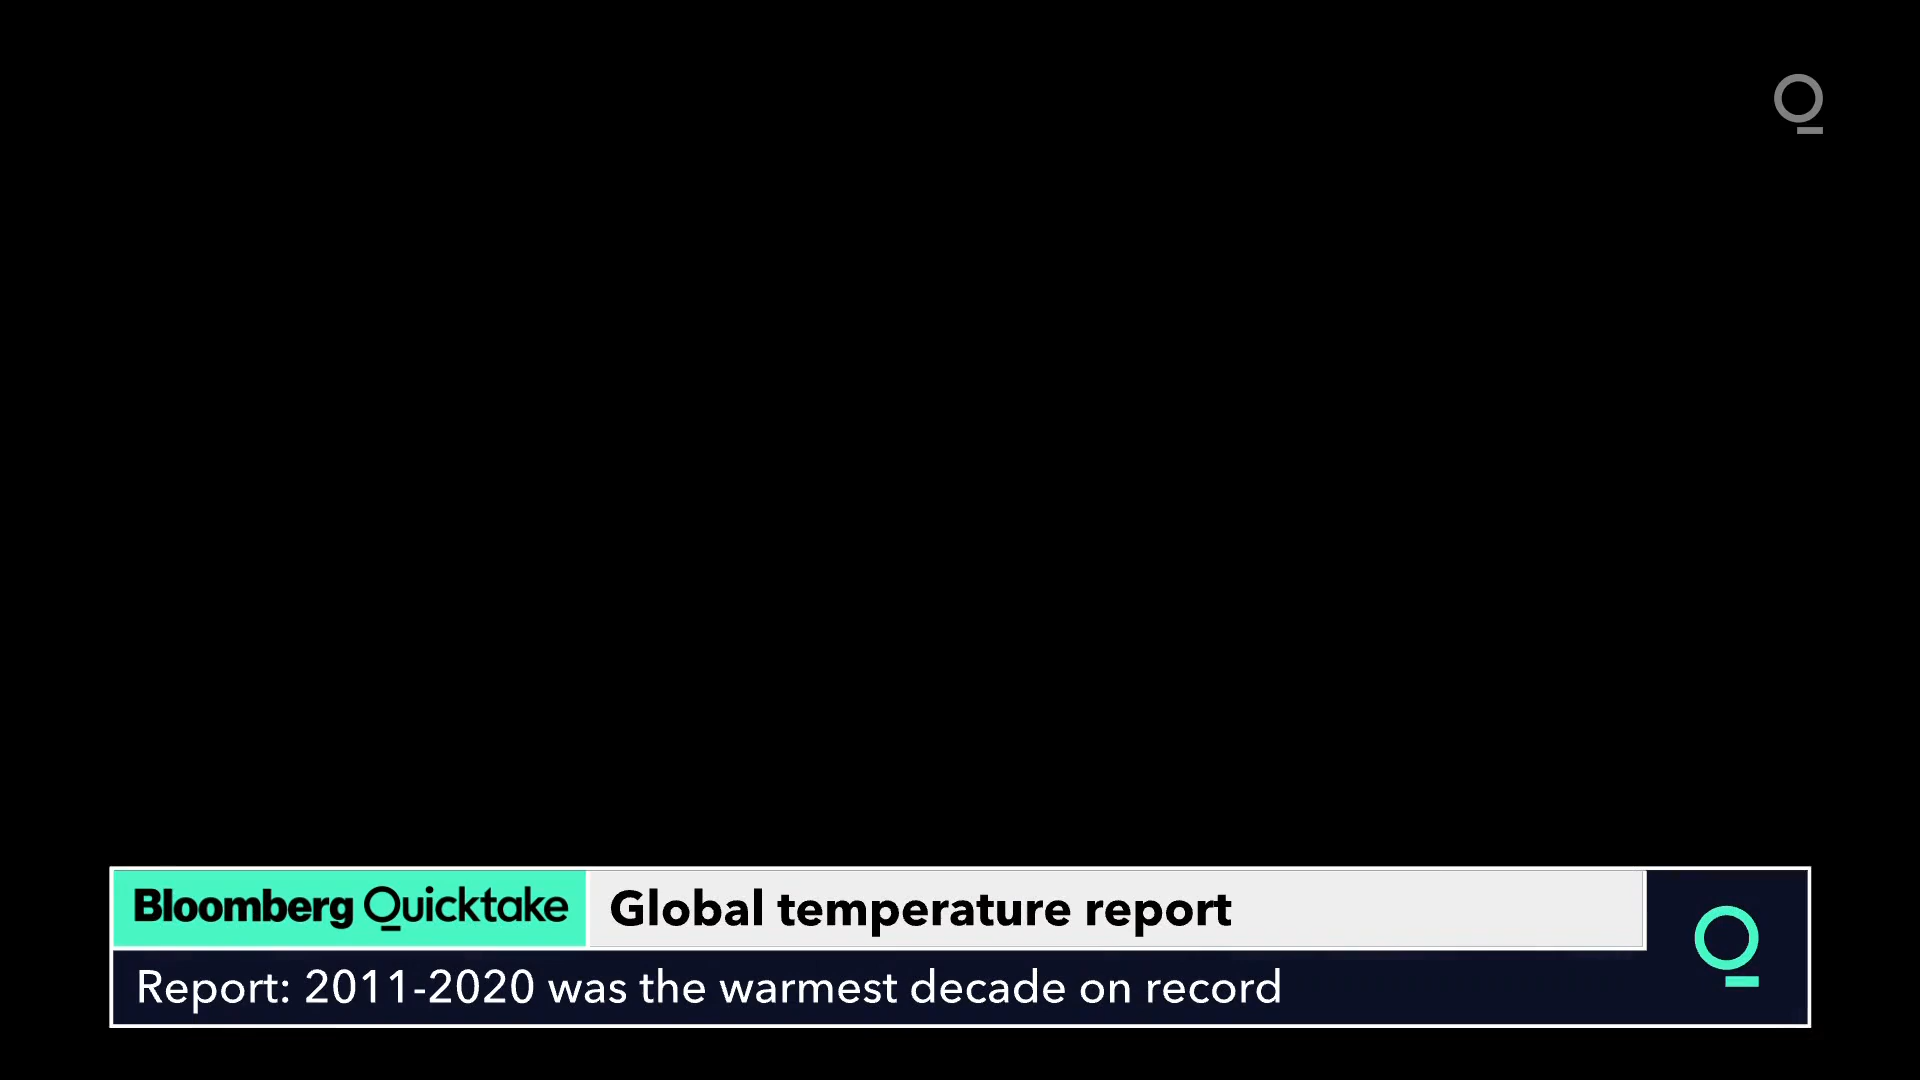 Bloomberg Quicktake
Global temperature report
Report: 2011-2020 was the warmest decade on record